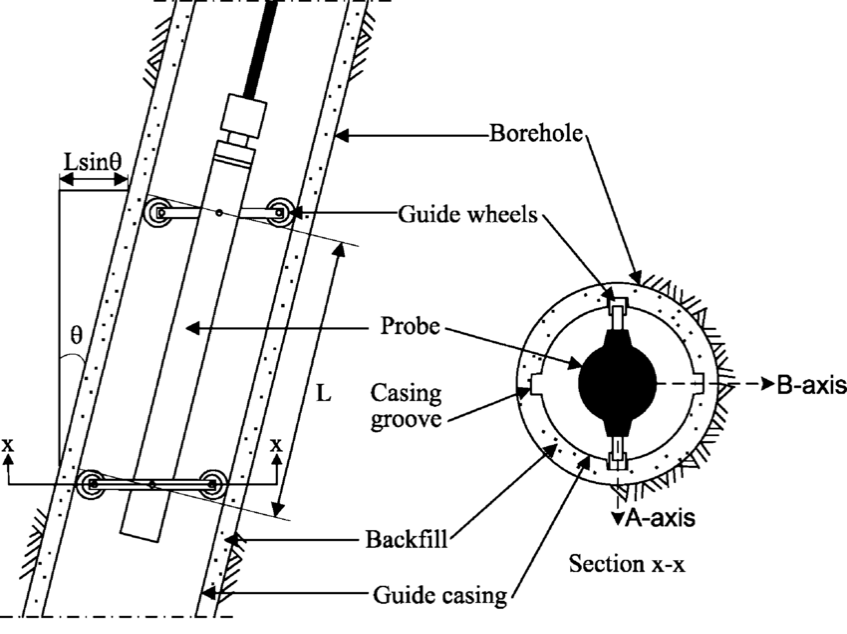 Borehole
Lsinθ
Guide wheels
θ
Probe
B-axis
L
Casing
groove
x
x
A-axis
Backfill
Section x-x
Guide casing